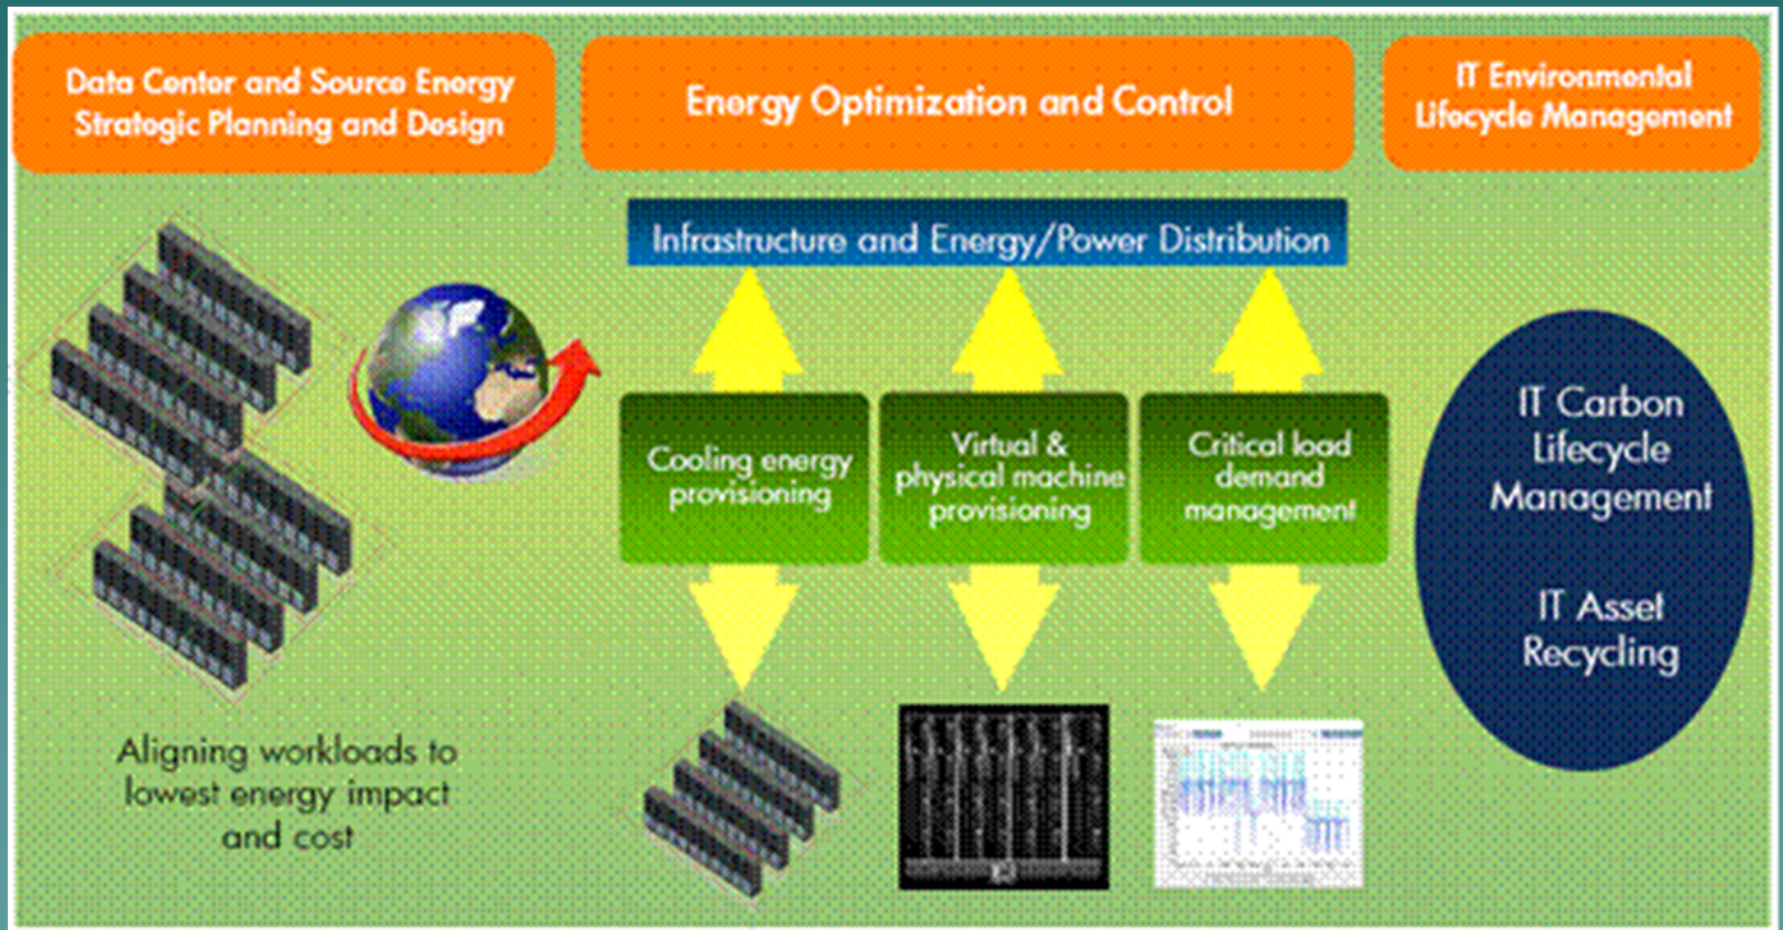 Data Center and Source Energy
Strategic Planning and Design
Energy Optimization and Control
IT Environmental
Lifecycle Management
Infrastructure and Energy/Power Distribution
Cooling energy
provisioning
Virtual &
physical machine
provisioning
Critical load
demand
management
IT Carbon
Lifecycle
Management
IT Asset
Recycling
Aligning workloads to
lowest energy impact
and cost